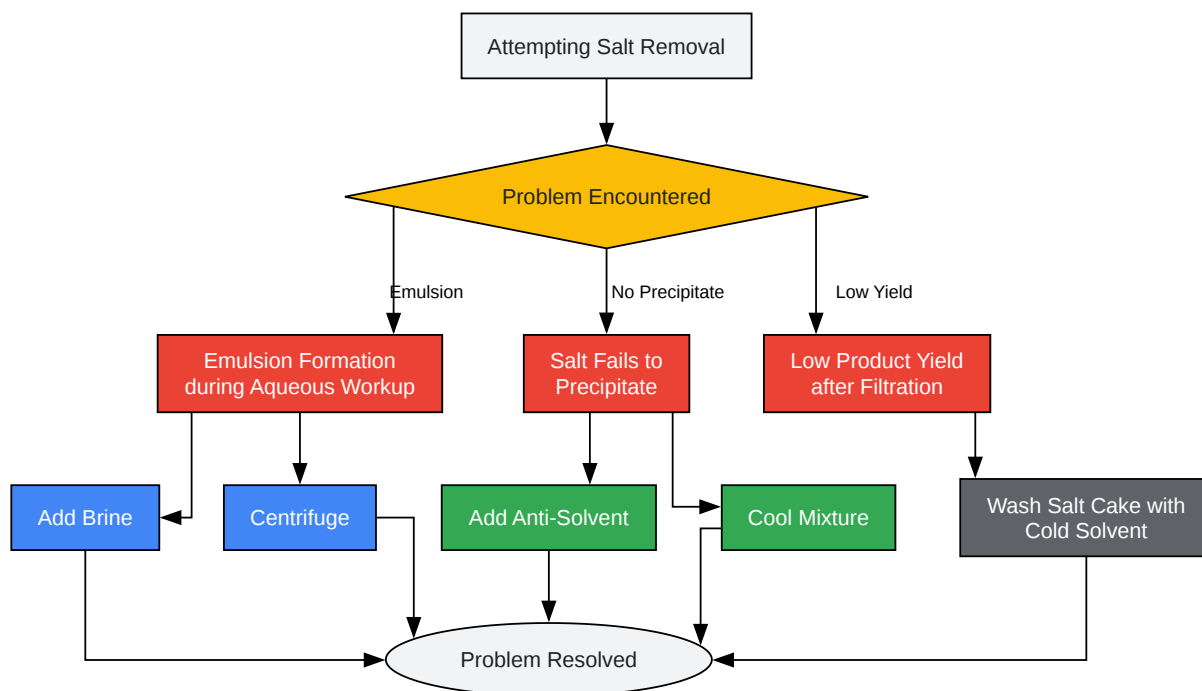 Attempting Salt Removal
Problem Encountered
Emulsion
No Precipitate
Low Yield
Emulsion Formation
during Aqueous Workup
Salt Fails to
Precipitate
Low Product Yield
after Filtration
Add Brine
Centrifuge
Add Anti-Solvent
Cool Mixture
Wash Salt Cake with
Cold Solvent
Problem Resolved